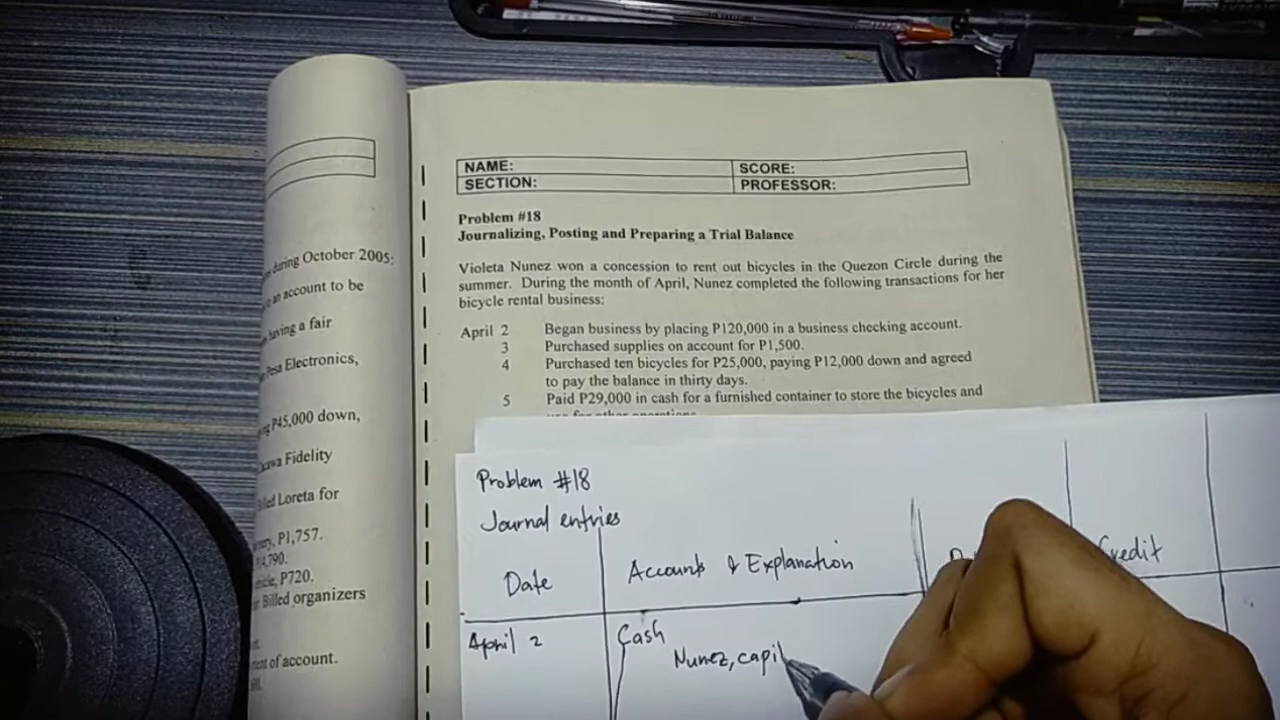 NAME:
SCORE:
SECTION:
PROFESSOR:
Problem #18
Journalizing, Posting and Preparing a Trial Balance
Violeta Nunez won a concession to rent out bicycles in the Quezon Circle during the
summer. During the month of April, Nunez completed the following transactions for her
bicycle rental business:
April 2 Began business by placing P120,000 in a business checking account.
3 Purchased supplies on account for P1,500.
4 Purchased ten bicycles for P25,000, paying P12,000 down and agreed
to pay the balance in thirty days.
5 Paid P29,000 in cash for a furnished container to store the bicycles and
during October 2005:
an account to be
having a fair
Electronics,
P45,000 down,
Fidelity
Billed Loreta for
P1,757.
P720.
Billed organizers
of account.
Problem #18
Journal entries
Date Accounts & Explanation Credit
April 2 Cash
Nunez, capi